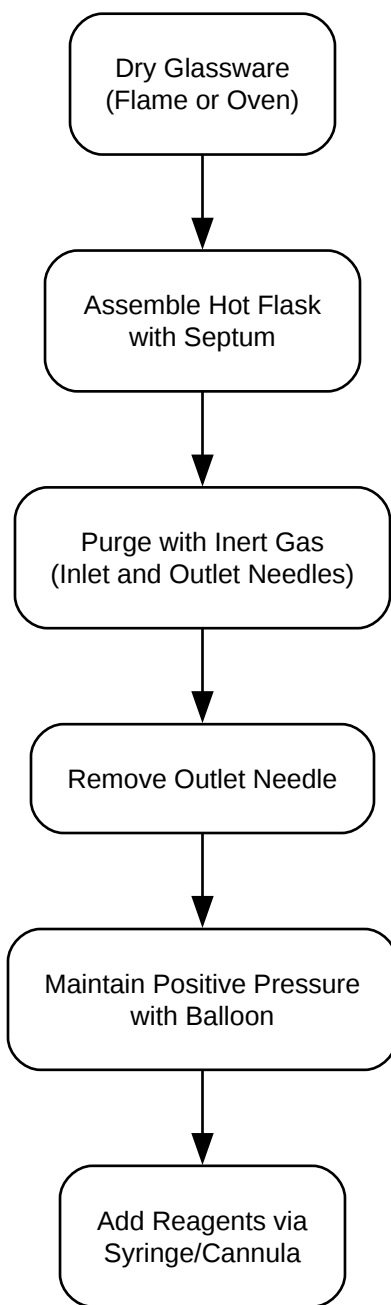 Dry Glassware
(Flame or Oven)
Assemble Hot Flask
with Septum
Purge with Inert Gas
(Inlet and Outlet Needles)
Remove Outlet Needle
Maintain Positive Pressure
with Balloon
Add Reagents via
Syringe/Cannula